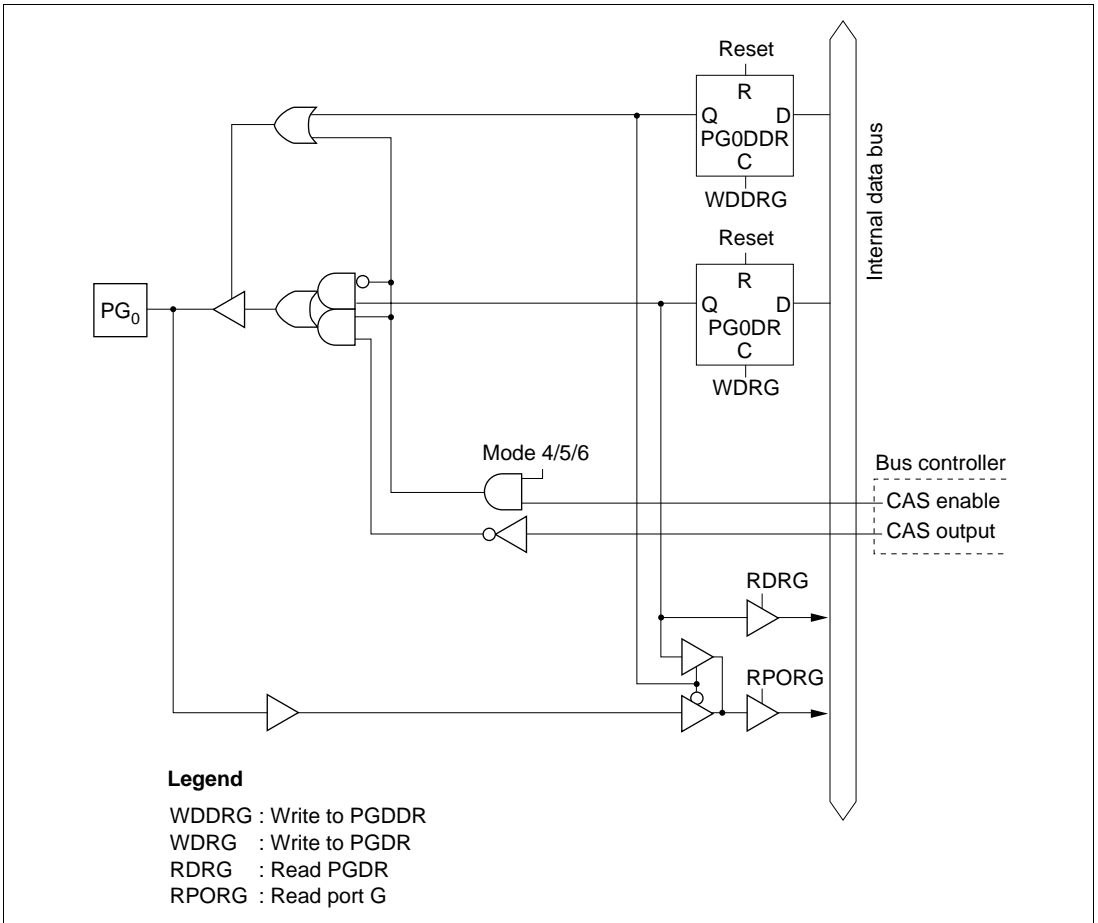 Reset
R
Q D
PG0DDR
C
WDDRG
Internal data bus
Reset
R
Q D
PG0DR
C
WDRG
PG0
Mode 4/5/6
Bus controller
CAS enable
CAS output
RDRG
RPORG
Legend
WDDRG : Write to PGDDR
WDRG : Write to PGDR
RDRG : Read PGDR
RPORG : Read port G